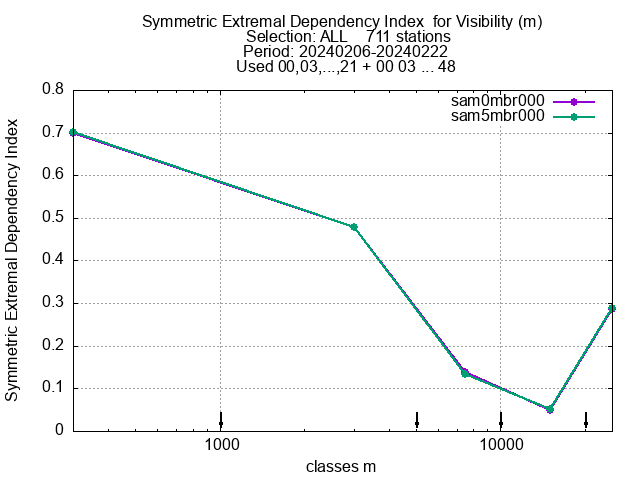 Symmetric Extremal Dependency Index  for Visibility (m)
Selection: ALL    711 stations
Period: 20240206-20240222
Used 00,03,...,21 + 00 03 ... 48
sam0mbr000
sam5mbr000
0.8
0.7
0.6
0.5
0.4
0.3
0.2
0.1
0
Symmetric Extremal Dependency Index
1000
10000
classes m